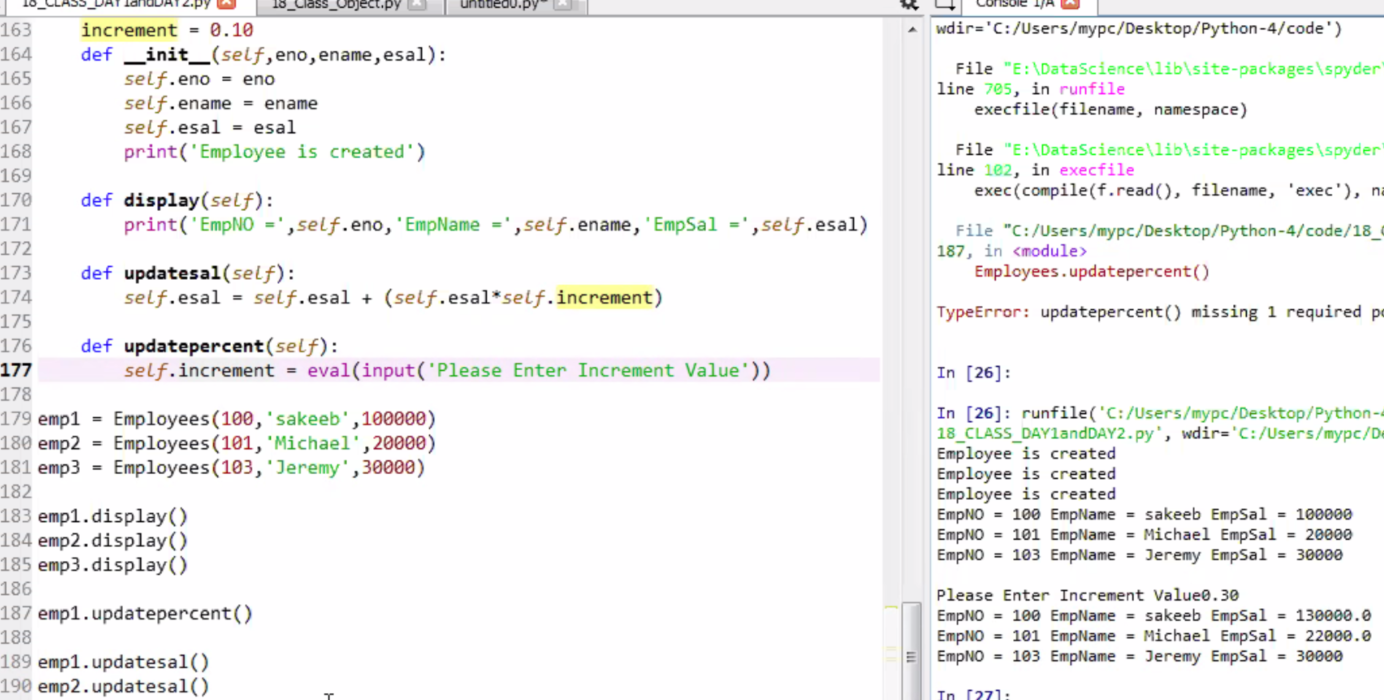 18_CLASS_DAY1andDAY2.py 18_Class_Object.py untitled0.py* Console 1/A
163 increment = 0.10
164 def __init__(self,eno,ename,esal):
165 self.eno = eno
166 self.ename = ename
167 self.esal = esal
168 print('Employee is created')
169
170 def display(self):
171 print('EmpNO =',self.eno,'EmpName =',self.ename,'EmpSal =',self.esal)
172
173 def updatesal(self):
174 self.esal = self.esal + (self.esal*self.increment)
175
176 def updatepercent(self):
177 self.increment = eval(input('Please Enter Increment Value'))
178
179 emp1 = Employees(100,'sakeeb',100000)
180 emp2 = Employees(101,'Michael',20000)
181 emp3 = Employees(103,'Jeremy',30000)
182
183 emp1.display()
184 emp2.display()
185 emp3.display()
186
187 emp1.updatepercent()
188
189 emp1.updatesal()
190 emp2.updatesal()
wdir='C:/Users/mypc/Desktop/Python-4/code')
File "E:\DataScience\lib\site-packages\spyder\
line 705, in runfile
execfile(filename, namespace)
File "E:\DataScience\lib\site-packages\spyder\
line 102, in execfile
exec(compile(f.read(), filename, 'exec'), na
File "C:/Users/mypc/Desktop/Python-4/code/18_C
187, in <module>
Employees.updatepercent()
TypeError: updatepercent() missing 1 required po
In [26]:
In [26]: runfile('C:/Users/mypc/Desktop/Python-4
18_CLASS_DAY1andDAY2.py', wdir='C:/Users/mypc/De
Employee is created
Employee is created
Employee is created
EmpNO = 100 EmpName = sakeeb EmpSal = 100000
EmpNO = 101 EmpName = Michael EmpSal = 20000
EmpNO = 103 EmpName = Jeremy EmpSal = 30000
Please Enter Increment Value0.30
EmpNO = 100 EmpName = sakeeb EmpSal = 130000.0
EmpNO = 101 EmpName = Michael EmpSal = 22000.0
EmpNO = 103 EmpName = Jeremy EmpSal = 30000
In [27]: